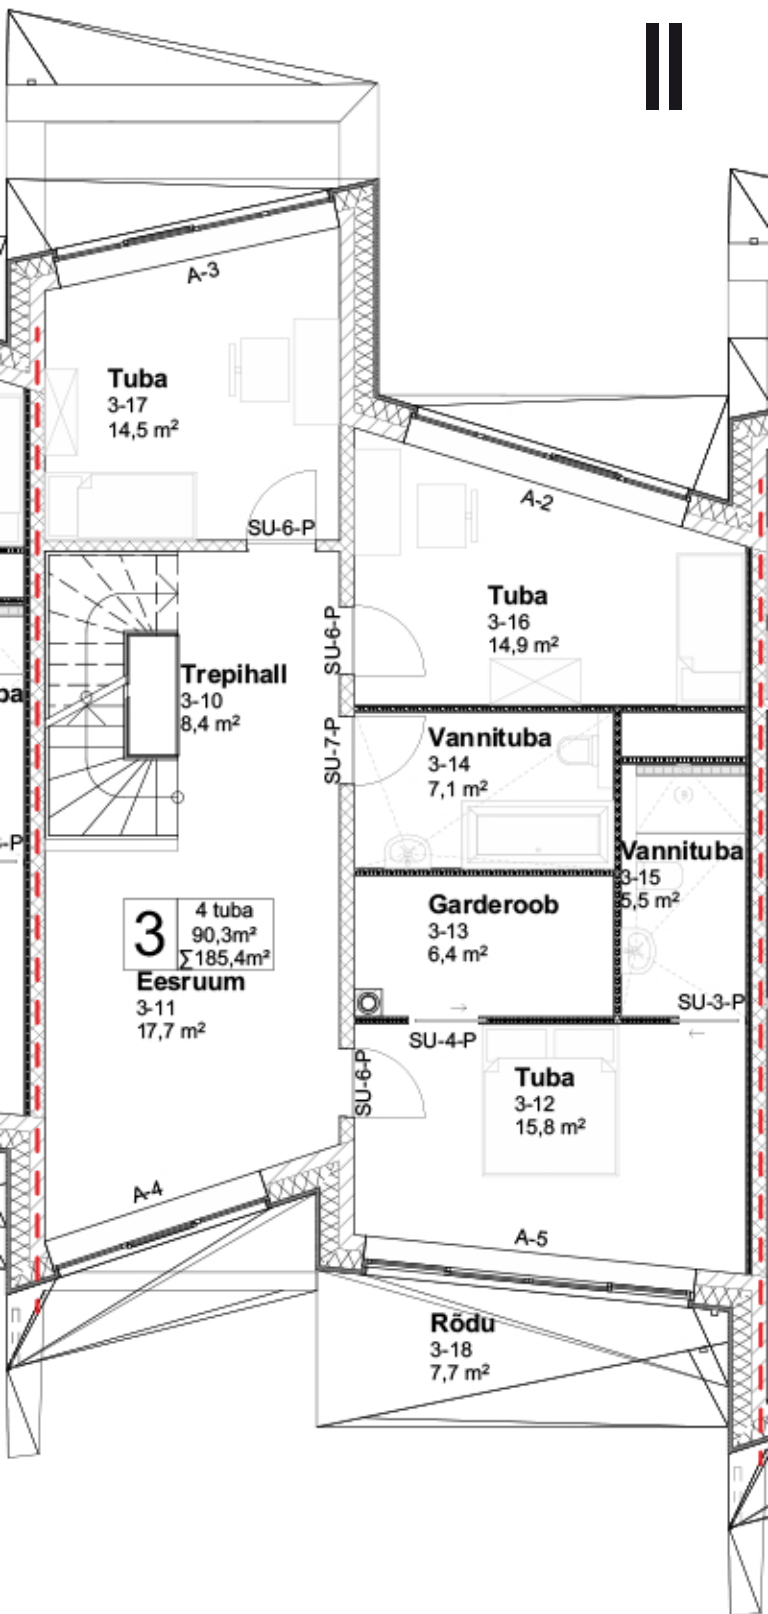 II
A-3
Tuba
3-17
14,5 m²
SU-6-P
A-2
Tuba
3-16
14,9 m²
SU-6-P
Trepihall
3-10
8,4 m²
SU-7-P
Vannituba
3-14
7,1 m²
Vannituba
3-15
5,5 m²
Garderoob
3-13
6,4 m²
3
4 tuba
90,3m²
∑185,4m²
Eesruum
3-11
17,7 m²
SU-3-P
SU-4-P
SU-6-P
Tuba
3-12
15,8 m²
A-4
A-5
Rõdu
3-18
7,7 m²